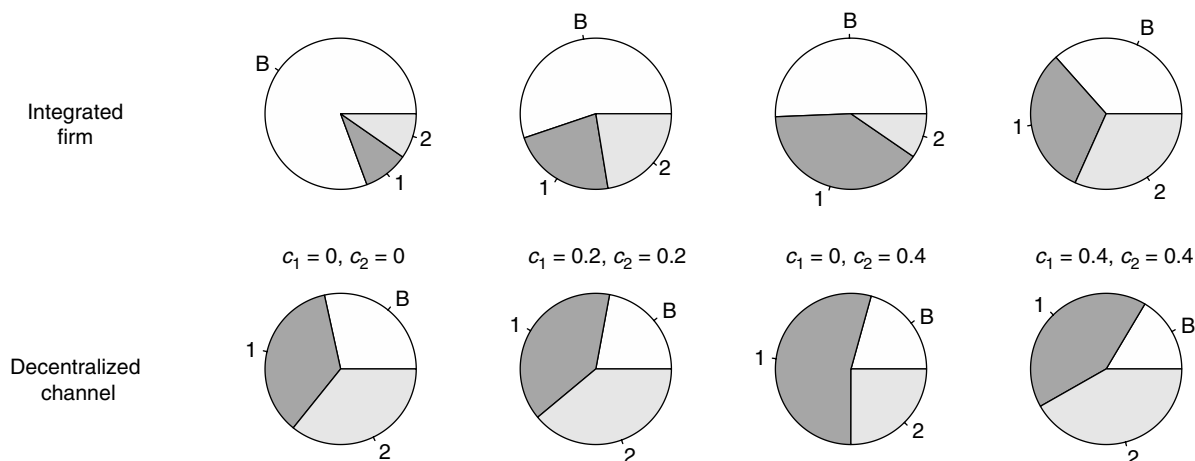 B
B
B
B
Integrated
firm
1
2
1
2
1
2
1
2
c₁ = 0, c₂ = 0
c₁ = 0.2, c₂ = 0.2
c₁ = 0, c₂ = 0.4
c₁ = 0.4, c₂ = 0.4
Decentralized
channel
B
1
2
B
1
2
B
1
2
B
1
2